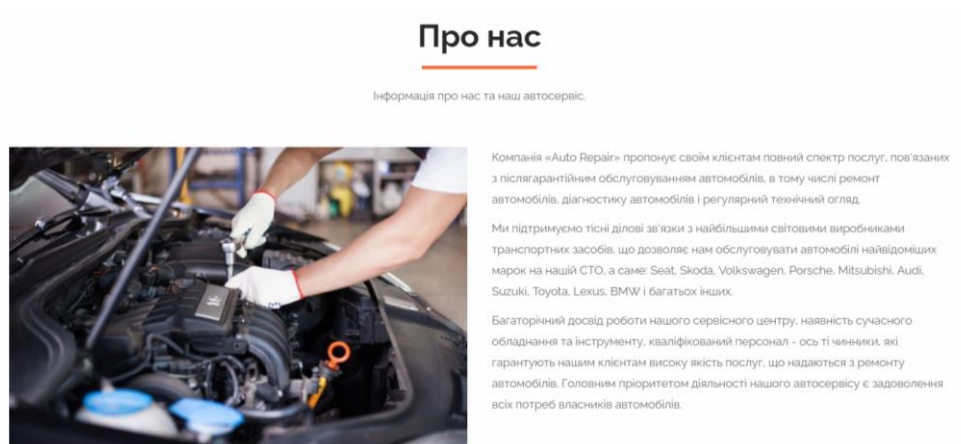 Про нас
Інформація про нас та наш автосервіс.
Компанія «Auto Repair» пропонує своїм клієнтам повний спектр послуг, пов'язаних
з післягарантійним обслуговуванням автомобілів, в тому числі ремонт
автомобілів, діагностику автомобілів і регулярний технічний огляд.
Ми підтримуємо тісні ділові зв'язки з найбільшими світовими виробниками
транспортних засобів, що дозволяє нам обслуговувати автомобілі найвідоміших
марок на нашій СТО, а саме: Seat, Skoda, Volkswagen, Porsche, Mitsubishi, Audi,
Suzuki, Toyota, Lexus, BMW і багатьох інших.
Багаторічний досвід роботи нашого сервісного центру, наявність сучасного
обладнання та інструменту, кваліфікований персонал - ось ті чинники, які
гарантують нашим клієнтам високу якість послуг, що надаються з ремонту
автомобілів. Головним пріоритетом діяльності нашого автосервісу є задоволення
всіх потреб власників автомобілів.